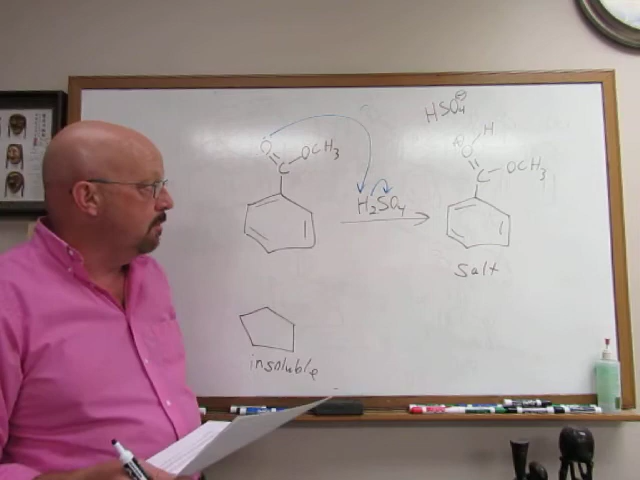 HSO4⊖
O
C
OCH3
H2SO4
H
⊕
O
C
OCH3
Salt
insoluble